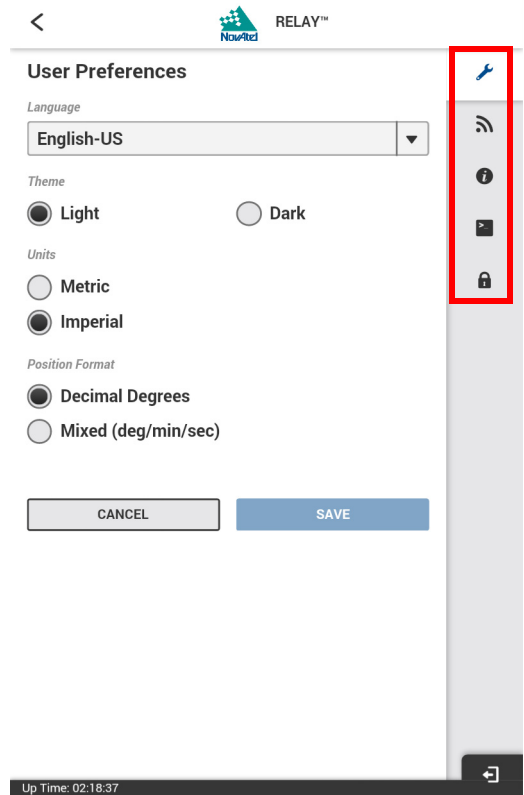 NovAtel
RELAY™
User Preferences
Language
English-US
Theme
Light
Dark
Units
Metric
Imperial
Position Format
Decimal Degrees
Mixed (deg/min/sec)
CANCEL
SAVE
Up Time: 02:18:37